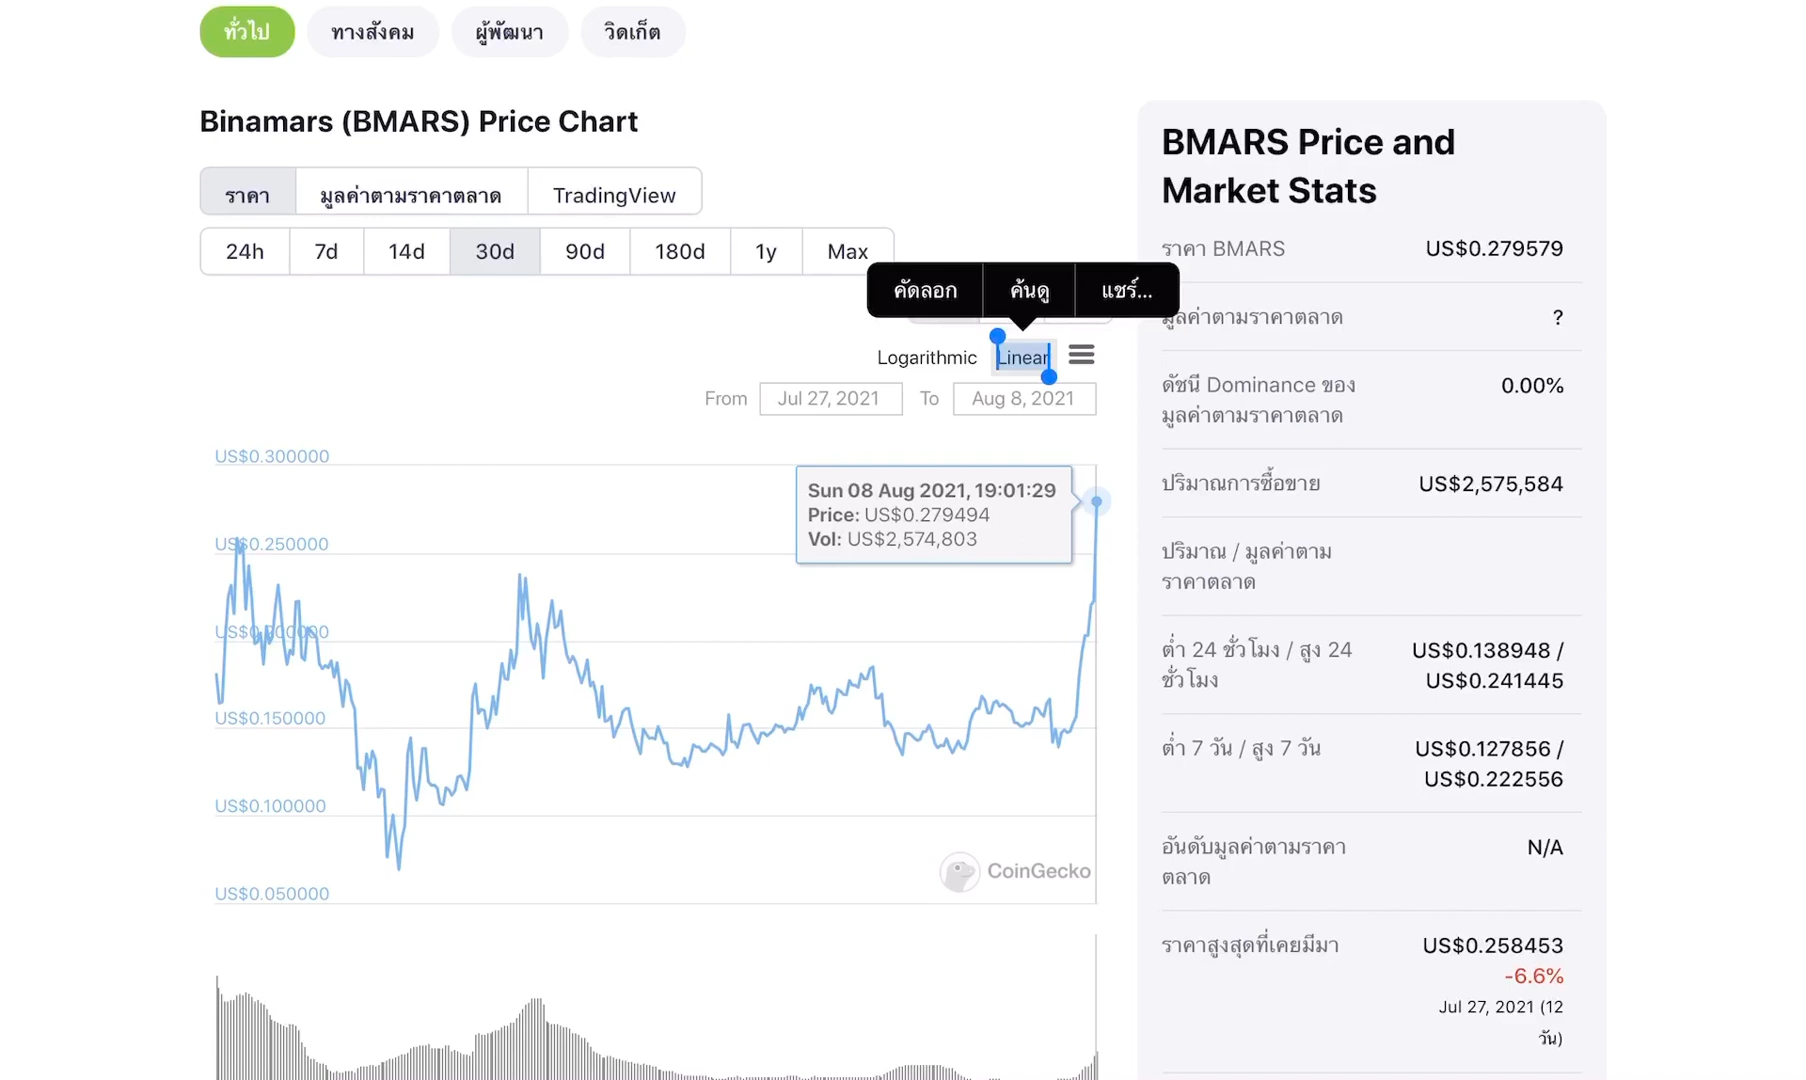 ทั่วไป ทางสังคม ผู้พัฒนา วิดเก็ต
Binamars (BMARS) Price Chart
ราคา มูลค่าตามราคาตลาด TradingView
24h 7d 14d 30d 90d 180d 1y Max
คัดลอก ค้นดู แชร์...
Logarithmic Linear
From Jul 27, 2021 To Aug 8, 2021
US$0.300000
Sun 08 Aug 2021, 19:01:29
Price: US$0.279494
Vol: US$2,574,803
US$0.250000
US$0.200000
US$0.150000
US$0.100000
CoinGecko
US$0.050000
BMARS Price and
Market Stats
ราคา BMARS US$0.279579
มูลค่าตามราคาตลาด ?
ดัชนี Dominance ของ 0.00%
มูลค่าตามราคาตลาด
ปริมาณการซื้อขาย US$2,575,584
ปริมาณ / มูลค่าตาม
ราคาตลาด
ต่ำ 24 ชั่วโมง / สูง 24 US$0.138948 /
ชั่วโมง US$0.241445
ต่ำ 7 วัน / สูง 7 วัน US$0.127856 /
US$0.222556
อันดับมูลค่าตามราคา N/A
ตลาด
ราคาสูงสุดที่เคยมีมา US$0.258453
-6.6%
Jul 27, 2021 (12
วัน)